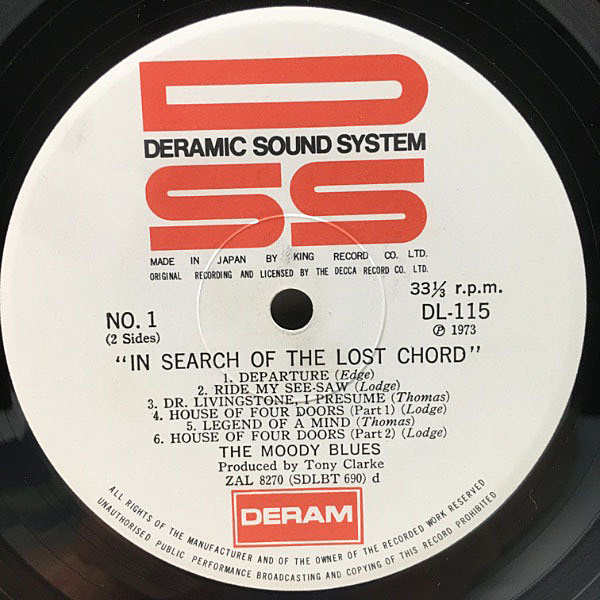 DSS
DERAMIC SOUND SYSTEM
MADE IN JAPAN BY KING RECORD CO. LTD.
ORIGINAL RECORDING AND LICENSED BY THE DECCA RECORD CO. LTD.
33⅓ r.p.m.
NO. 1
DL-115
(2 Sides)
Ⓟ 1973
"IN SEARCH OF THE LOST CHORD"
1. DEPARTURE (Edge)
2. RIDE MY SEE-SAW (Lodge)
3. DR. LIVINGSTONE, I PRESUME (Thomas)
4. HOUSE OF FOUR DOORS (Part 1) (Lodge)
5. LEGEND OF A MIND (Thomas)
6. HOUSE OF FOUR DOORS (Part 2) (Lodge)
THE MOODY BLUES
Produced by Tony Clarke
ZAL 8270 (SDLBT 690) d
DERAM
ALL RIGHTS OF THE MANUFACTURER AND OF THE OWNER OF THE RECORDED WORK RESERVED
UNAUTHORISED PUBLIC PERFORMANCE BROADCASTING AND COPYING OF THIS RECORD PROHIBITED